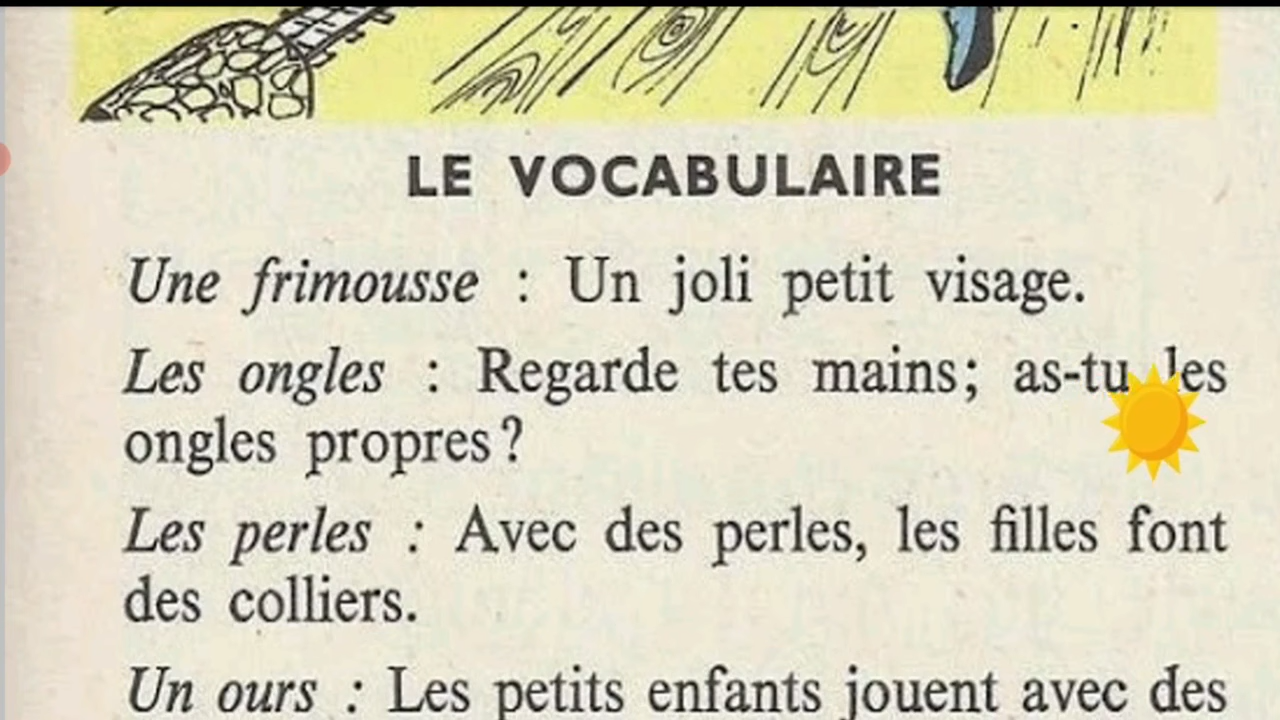 LE VOCABULAIRE
Une frimousse : Un joli petit visage.
Les ongles : Regarde tes mains; as-tu les
ongles propres?
Les perles : Avec des perles, les filles font
des colliers.
Un ours : Les petits enfants jouent avec des